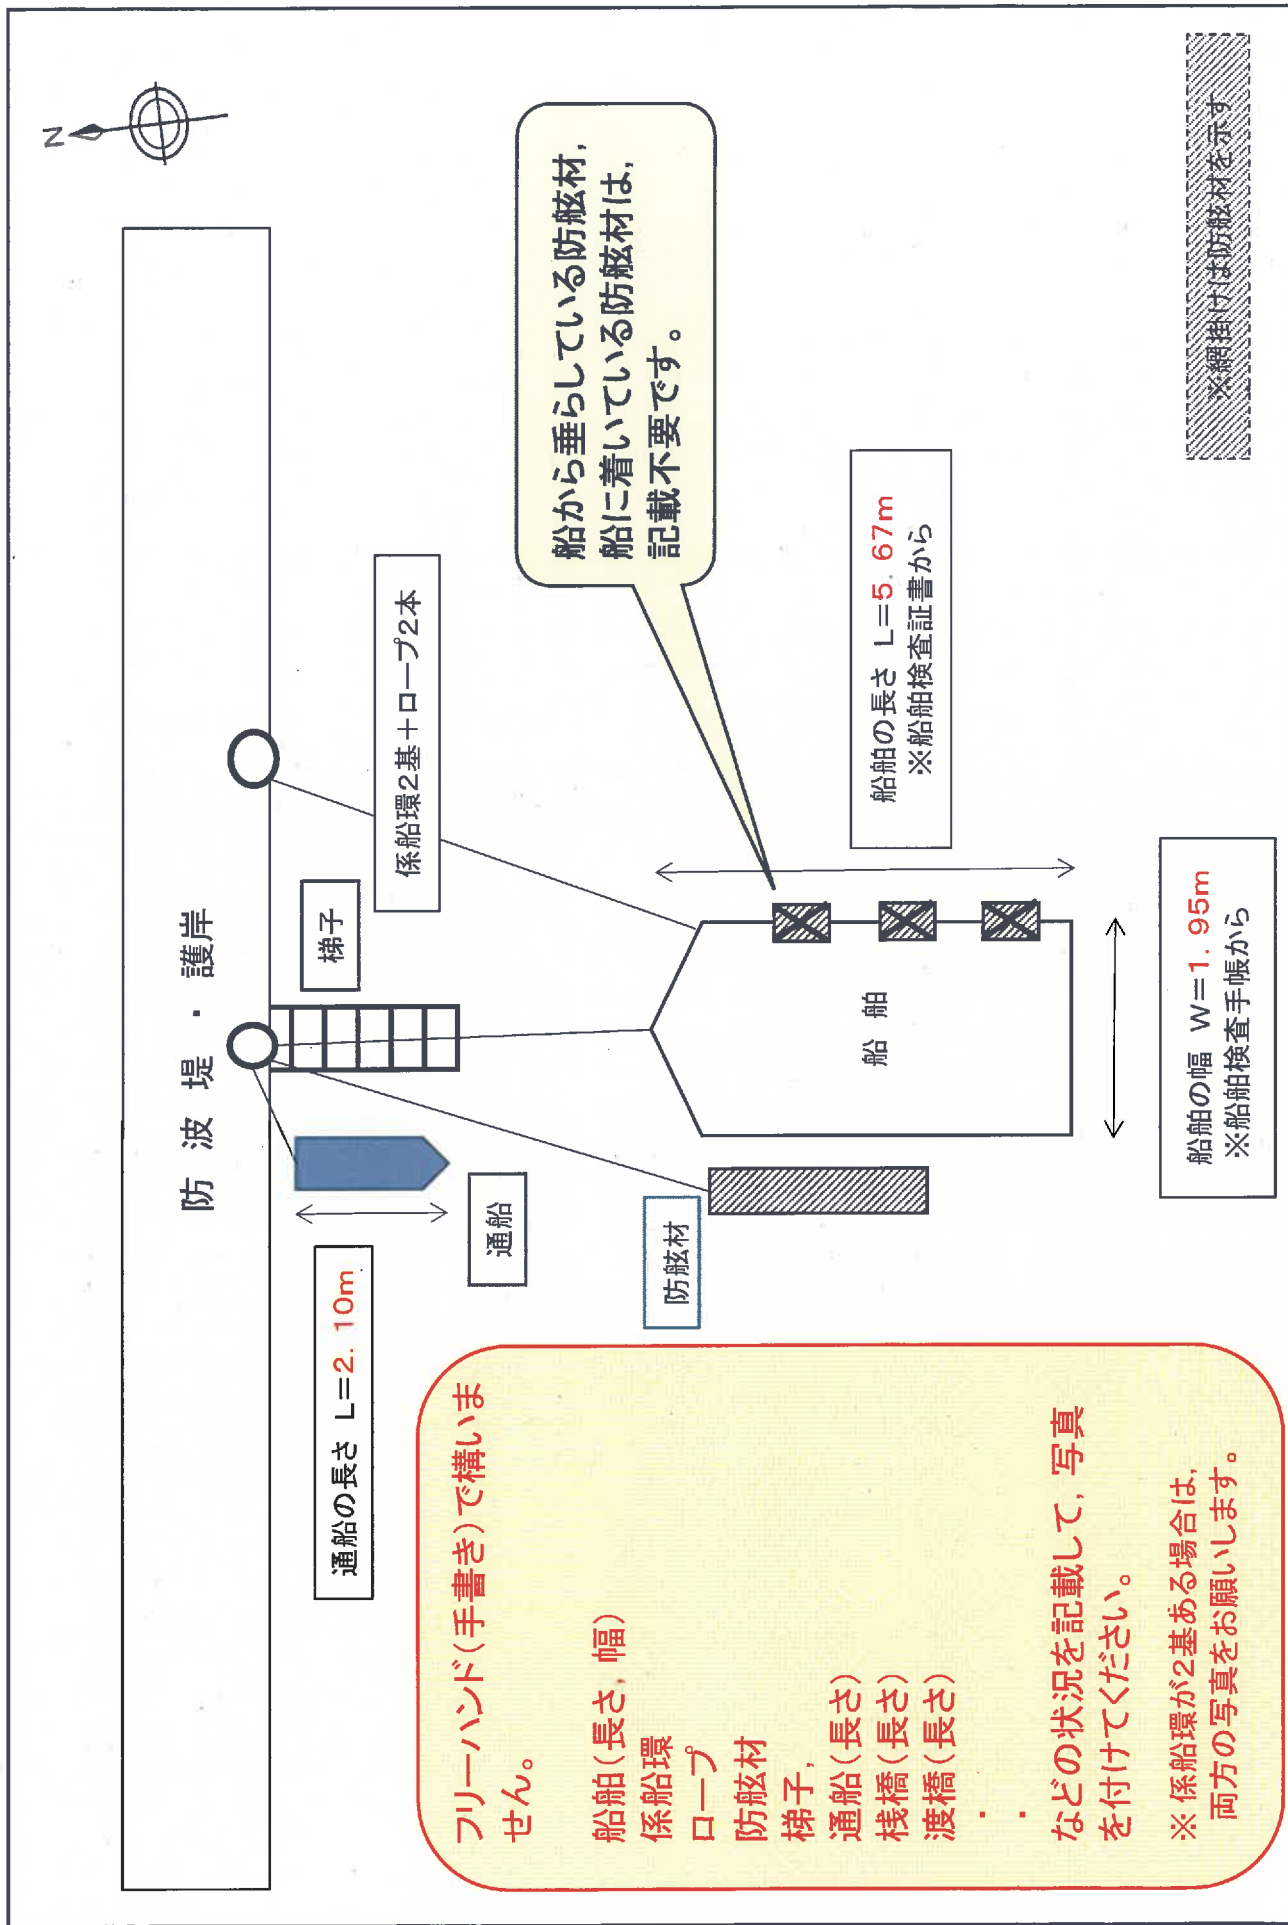 N
防 波 堤 ・ 護岸
梯子
係船環2基＋ロープ2本
船から垂らしている防舷材，
船に着いている防舷材は，
記載不要です。
通船の長さ L＝2．10m
通船
防舷材
船 舶
船舶の長さ L＝5．67m
※船舶検査証書から
船舶の幅 W＝1．95m
※船舶検査手帳から
※網掛けは防舷材を示す
フリーハンド（手書き）で構いま
せん。
船舶（長さ，幅）
係船環
ロープ
防舷材
梯子，
通船（長さ）
桟橋（長さ）
渡橋（長さ）
・
・
などの状況を記載して，写真
を付けてください。
※ 係船環が2基ある場合は，
両方の写真をお願いします。